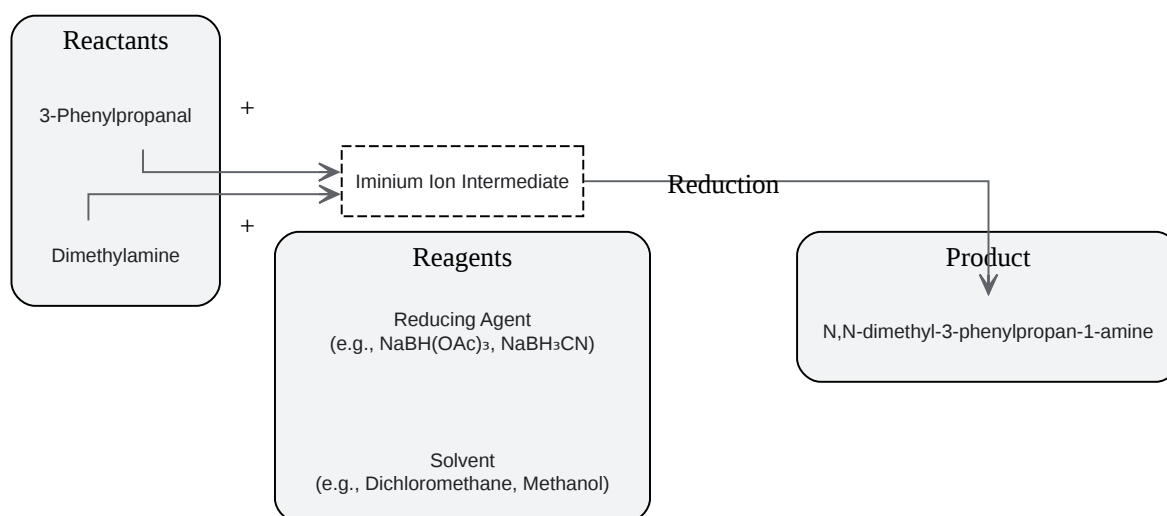 Reactants
3-Phenylpropanal
+
Iminium Ion Intermediate
Reduction
+
Dimethylamine
Reagents
Reducing Agent
(e.g., NaBH(OAc)₃, NaBH₃CN)
Solvent
(e.g., Dichloromethane, Methanol)
Product
N,N-dimethyl-3-phenylpropan-1-amine